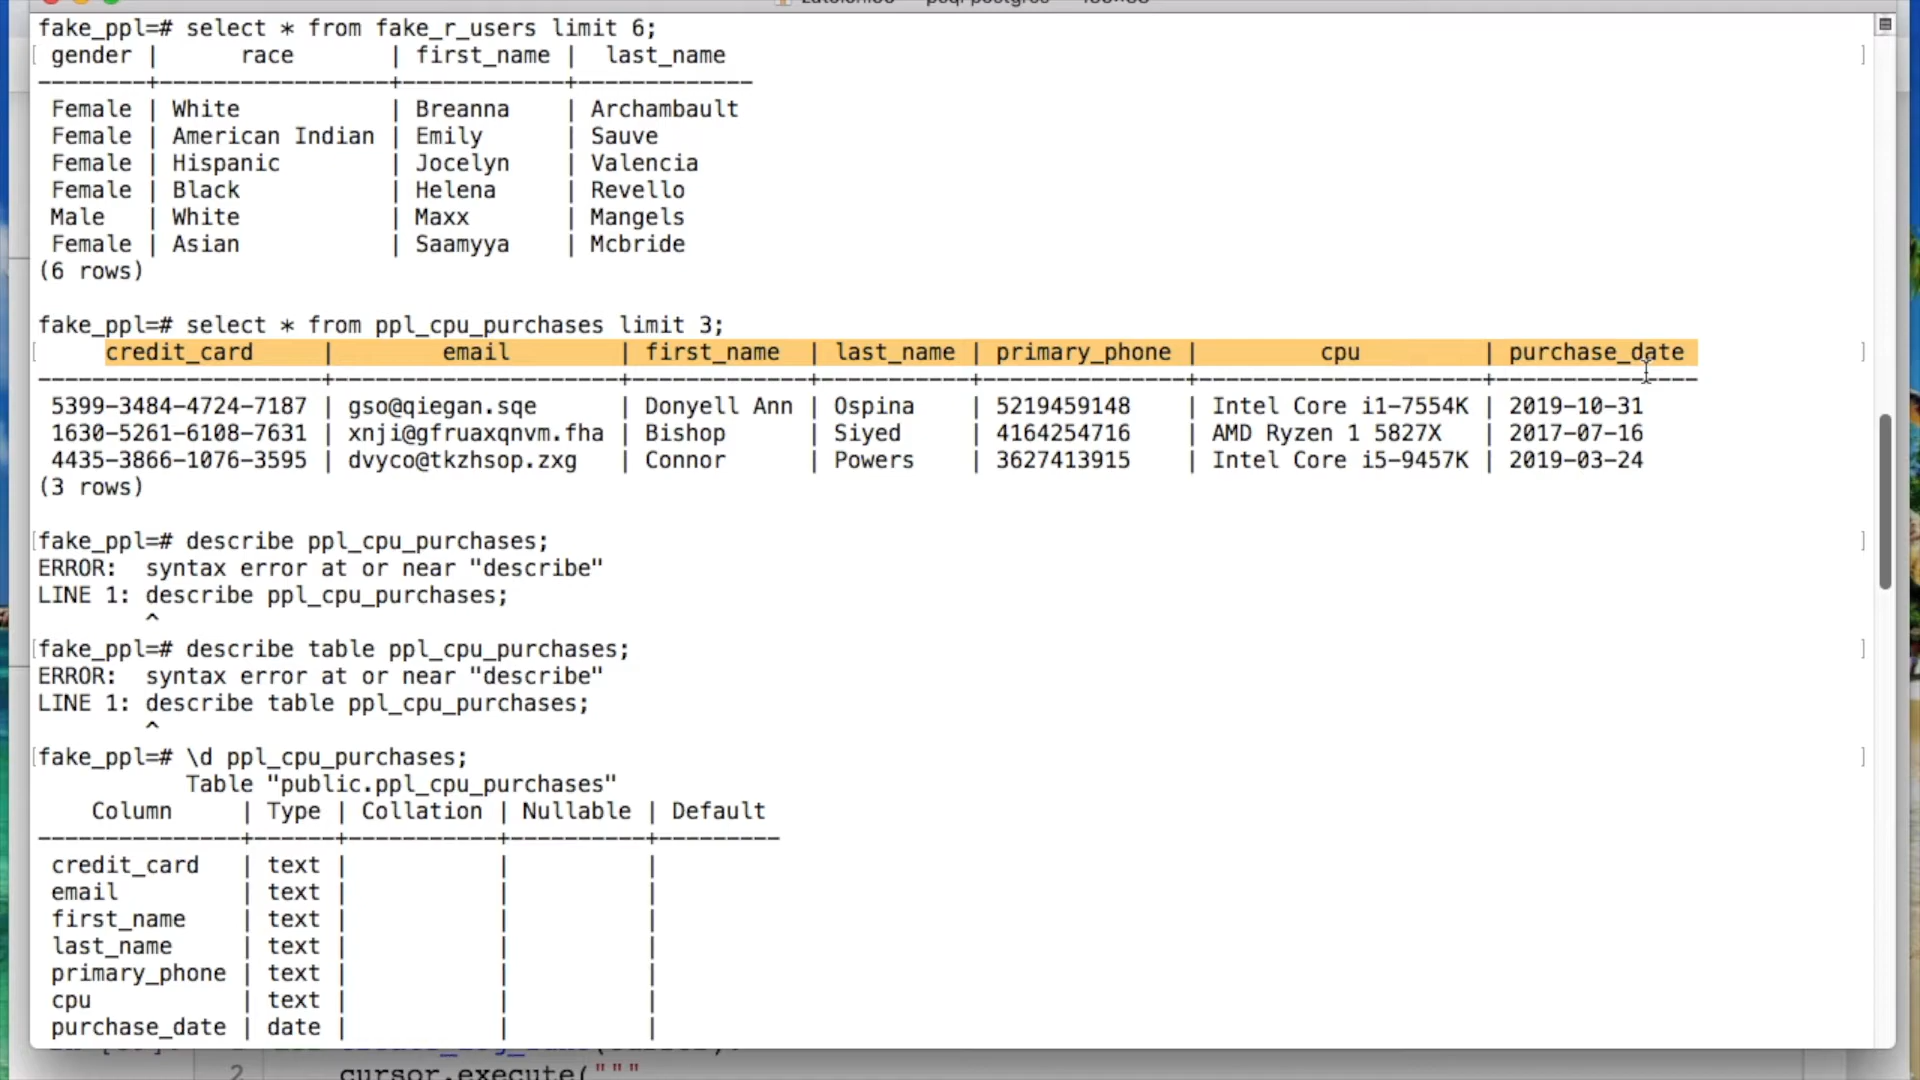 fake_ppl=# select * from fake_r_users limit 6;
[ gender |      race       | first_name |  last_name ]
--------+-----------------+------------+-------------
 Female | White           | Breanna    | Archambault
 Female | American Indian | Emily      | Sauve
 Female | Hispanic        | Jocelyn    | Valencia
 Female | Black           | Helena     | Revello
 Male   | White           | Maxx       | Mangels
 Female | Asian           | Saamyya    | Mcbride
(6 rows)
fake_ppl=# select * from ppl_cpu_purchases limit 3;
[     credit_card     |        email        | first_name  | last_name | primary_phone |         cpu         | purchase_date ]
---------------------+---------------------+-------------+-----------+---------------+---------------------+---------------
 5399-3484-4724-7187 | gso@qiegan.sqe      | Donyell Ann | Ospina    | 5219459148    | Intel Core i1-7554K | 2019-10-31
 1630-5261-6108-7631 | xnji@gfruaxqnvm.fha | Bishop      | Siyed     | 4164254716    | AMD Ryzen 1 5827X   | 2017-07-16
 4435-3866-1076-3595 | dvyco@tkzhsop.zxg   | Connor      | Powers    | 3627413915    | Intel Core i5-9457K | 2019-03-24
(3 rows)
[fake_ppl=# describe ppl_cpu_purchases; ]
ERROR:  syntax error at or near "describe"
LINE 1: describe ppl_cpu_purchases;
        ^
[fake_ppl=# describe table ppl_cpu_purchases; ]
ERROR:  syntax error at or near "describe"
LINE 1: describe table ppl_cpu_purchases;
        ^
[fake_ppl=# \d ppl_cpu_purchases; ]
           Table "public.ppl_cpu_purchases"
    Column     | Type | Collation | Nullable | Default
---------------+------+-----------+----------+---------
 credit_card   | text |           |          |
 email         | text |           |          |
 first_name    | text |           |          |
 last_name     | text |           |          |
 primary_phone | text |           |          |
 cpu           | text |           |          |
 purchase_date | date |           |          |
2 cursor.execute("""